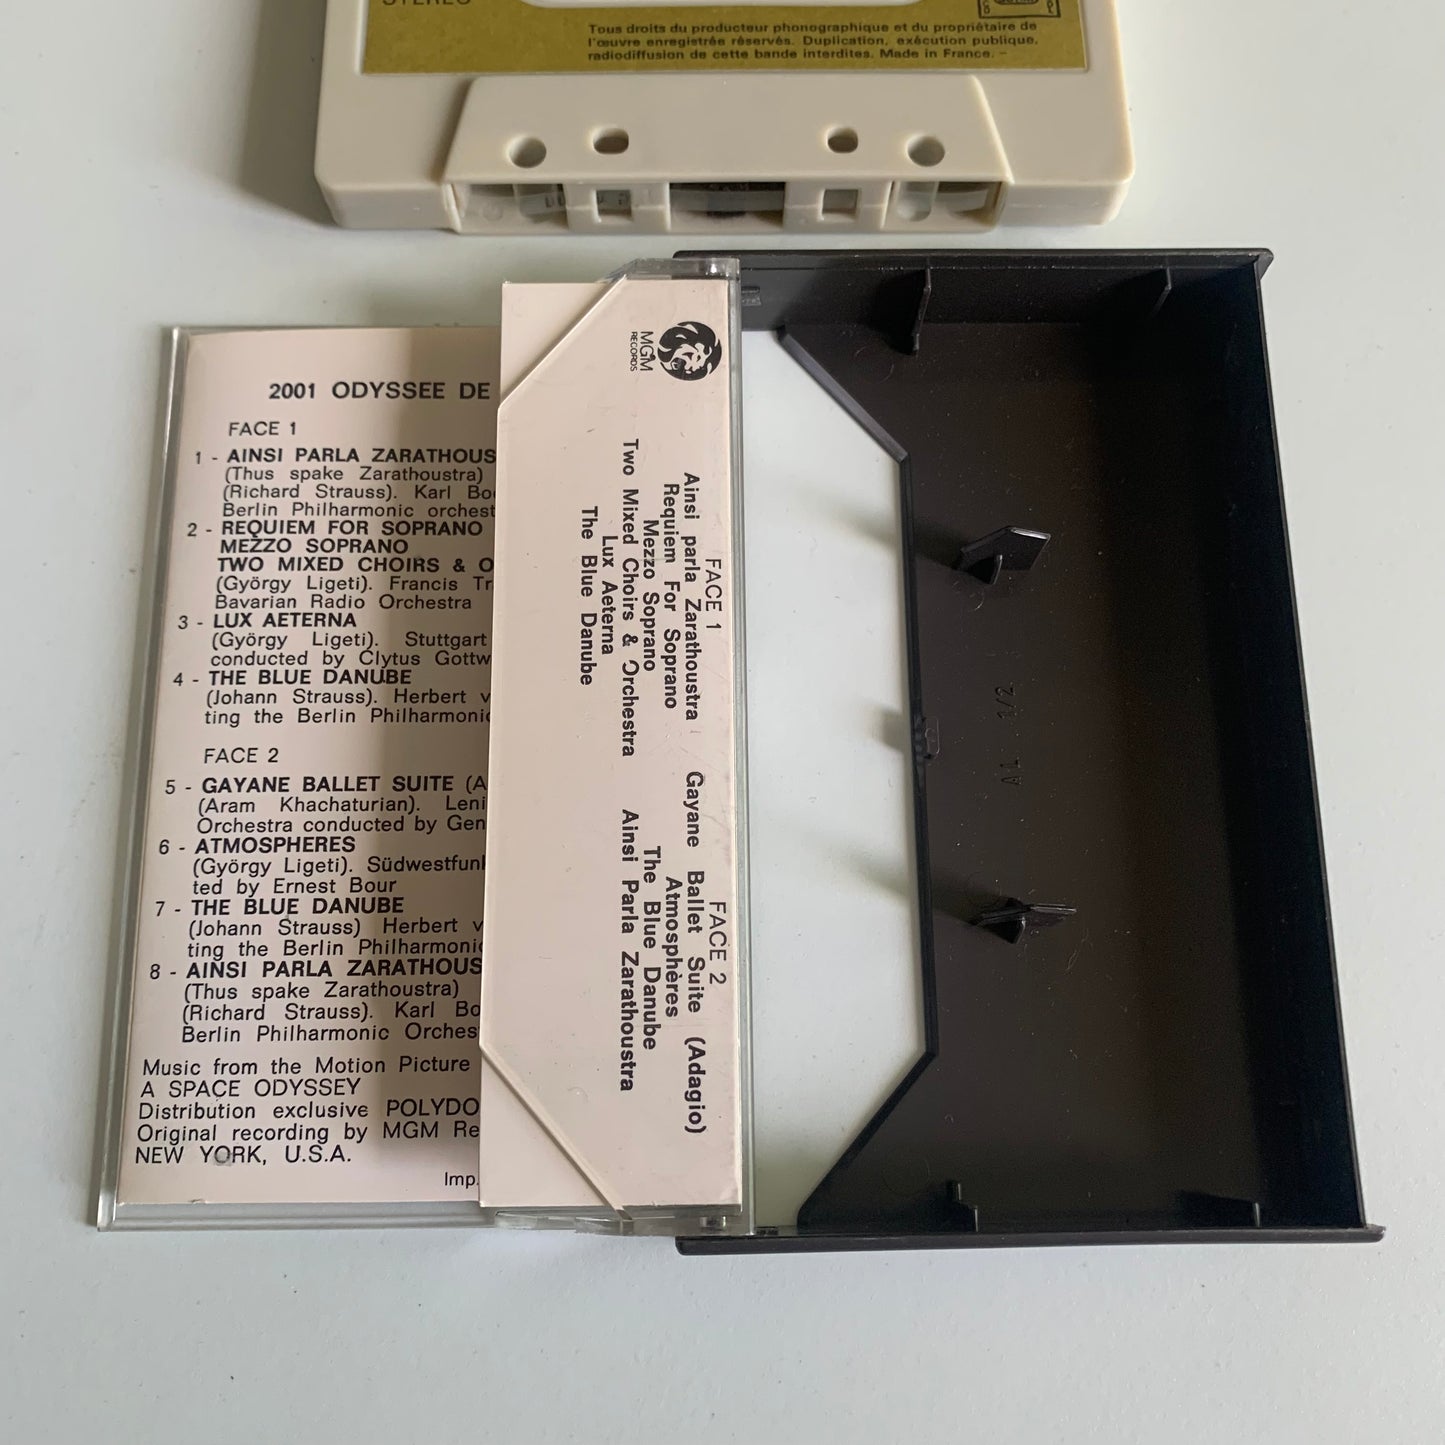 STEREO
Tous droits du producteur phonographique et du propriétaire de
l'œuvre enregistrée réservés. Duplication, exécution publique,
radiodiffusion de cette bande interdites. Made in France. -
2001 ODYSSEE DE
FACE 1
1 - AINSI PARLA ZARATHOUS
(Thus spake Zarathoustra)
(Richard Strauss). Karl Bo
Berlin Philharmonic orchest
2 - REQUIEM FOR SOPRANO
MEZZO SOPRANO
TWO MIXED CHOIRS & O
(György Ligeti). Francis Tr
Bavarian Radio Orchestra
3 - LUX AETERNA
(György Ligeti). Stuttgart
conducted by Clytus Gottw
4 - THE BLUE DANUBE
(Johann Strauss). Herbert v
ting the Berlin Philharmonic
FACE 2
5 - GAYANE BALLET SUITE (A
(Aram Khachaturian). Leni
Orchestra conducted by Gen
6 - ATMOSPHERES
(György Ligeti). Südwestfunk
ted by Ernest Bour
7 - THE BLUE DANUBE
(Johann Strauss) Herbert v
ting the Berlin Philharmonic
8 - AINSI PARLA ZARATHOUS
(Thus spake Zarathoustra)
(Richard Strauss). Karl Bo
Berlin Philharmonic Orches
Music from the Motion Picture
A SPACE ODYSSEY
Distribution exclusive POLYDO
Original recording by MGM Re
NEW YORK, U.S.A.
Imp.
MGM
RECORDS
FACE 1
Ainsi parla Zarathoustra
Requiem For Soprano
Mezzo Soprano
Two Mixed Choirs & Orchestra
Lux Aeterna
The Blue Danube
FACE 2
Gayane Ballet Suite (Adagio)
Atmosphères
The Blue Danube
Ainsi Parla Zarathoustra